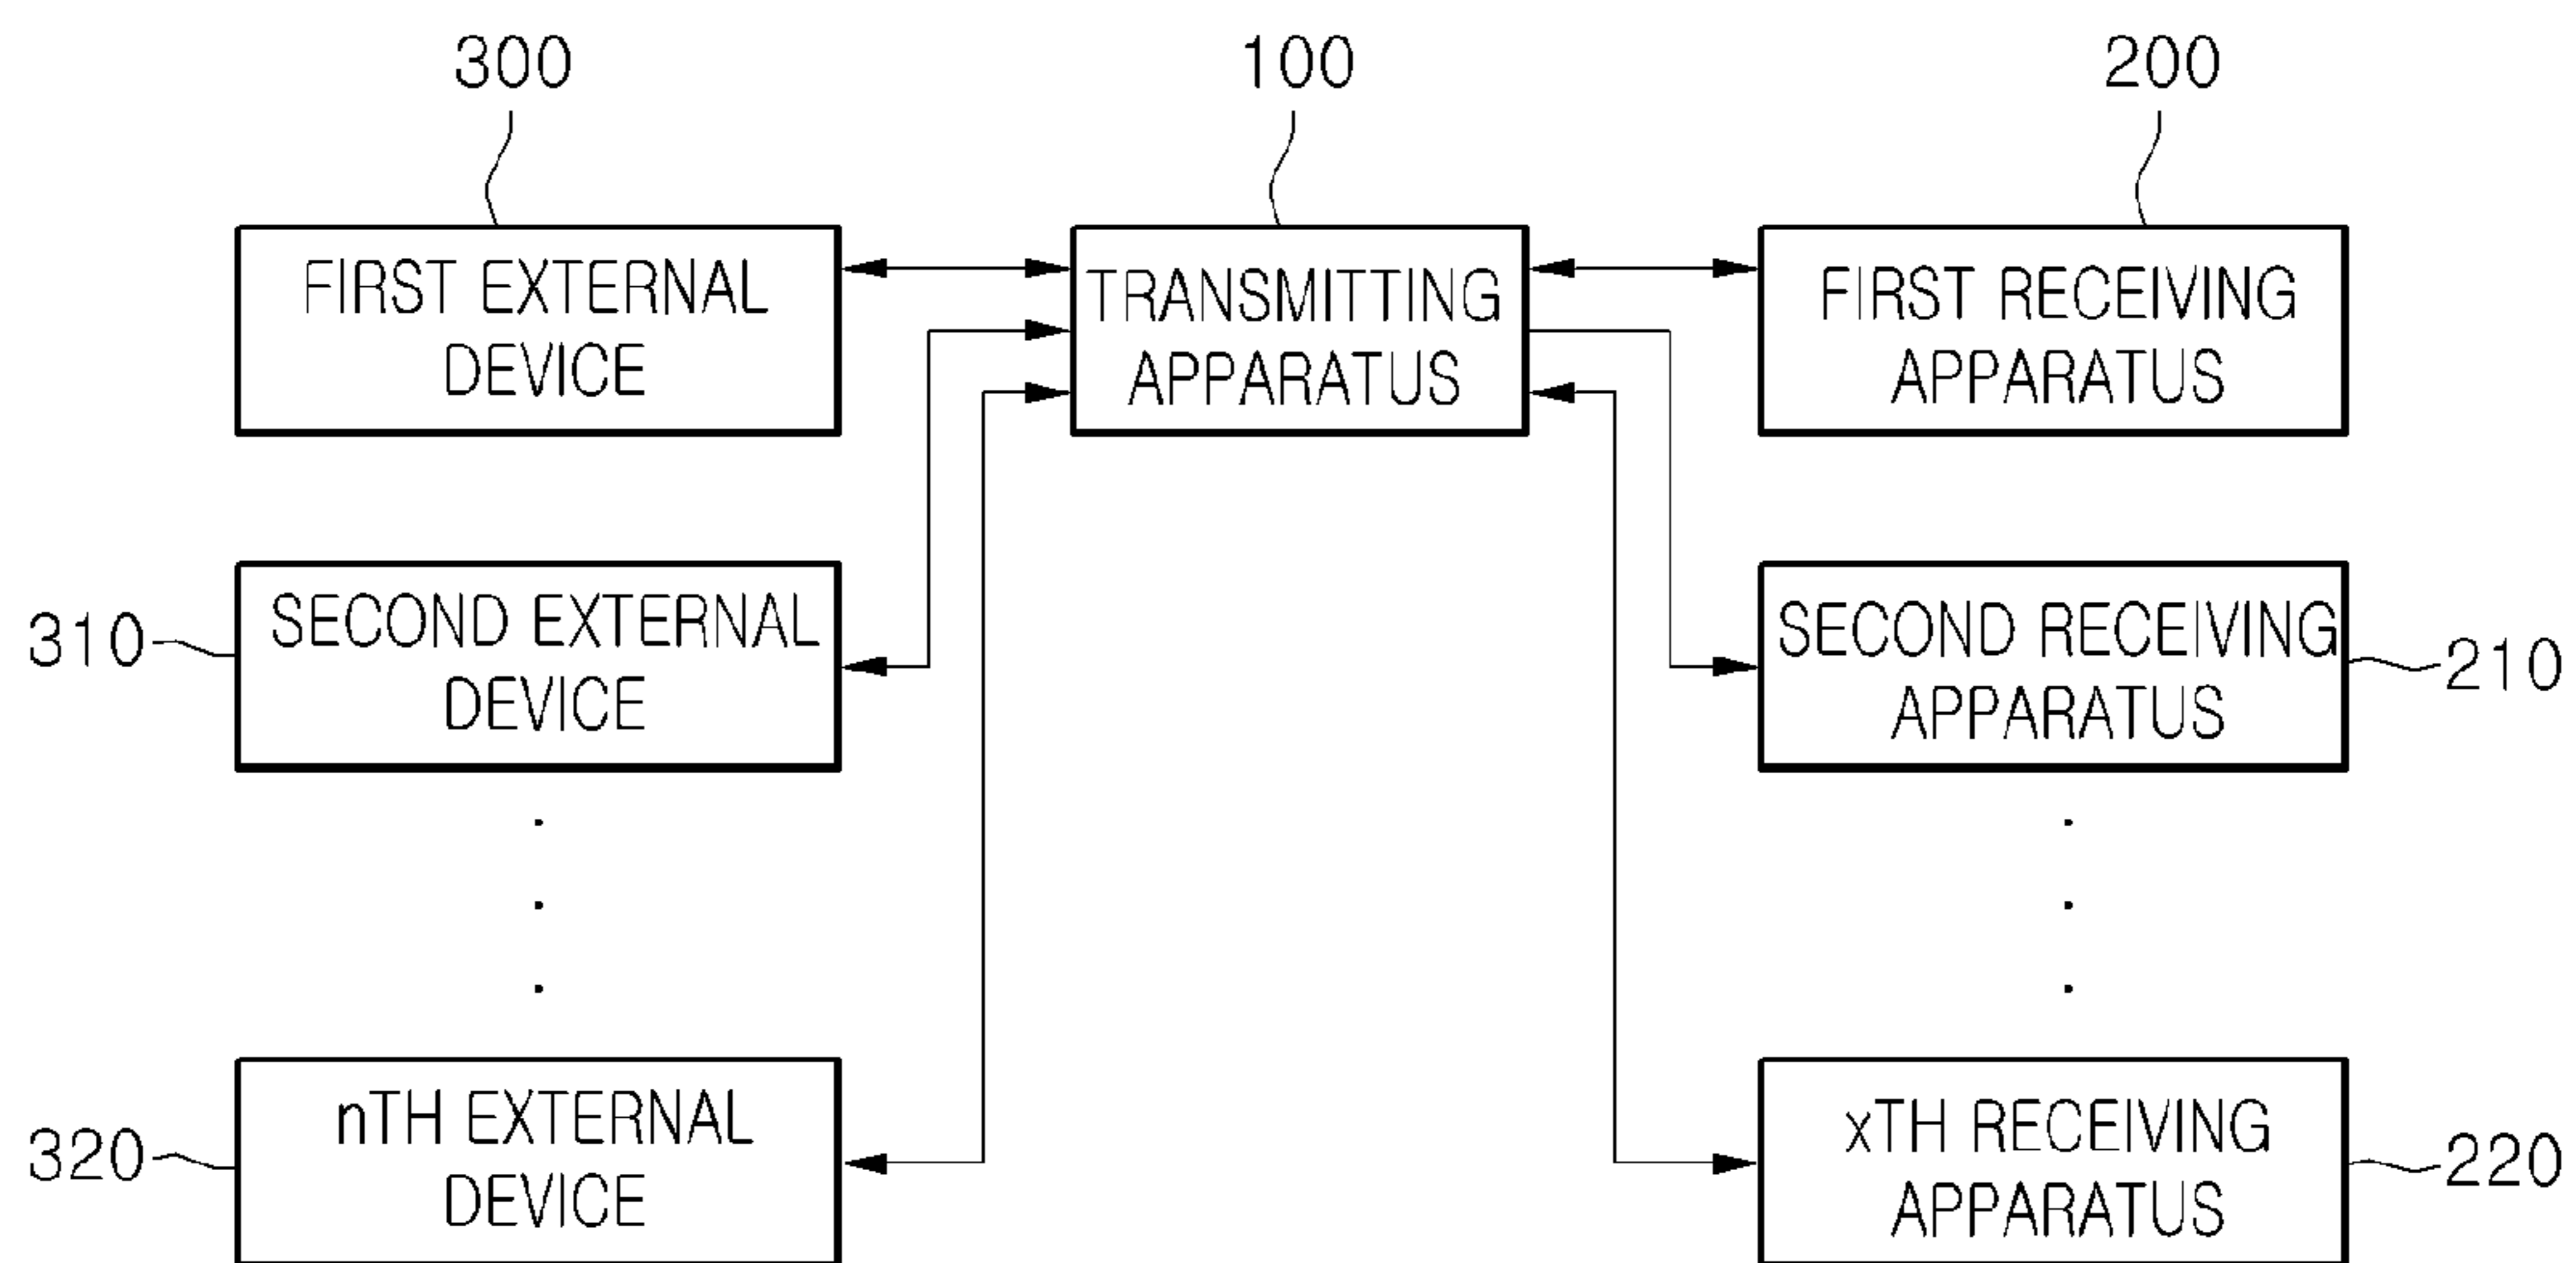 300
100
200
FIRST EXTERNAL
DEVICE
TRANSMITTING
APPARATUS
FIRST RECEIVING
APPARATUS
310
SECOND EXTERNAL
DEVICE
SECOND RECEIVING
APPARATUS
210
320
nTH EXTERNAL
DEVICE
xTH RECEIVING
APPARATUS
220